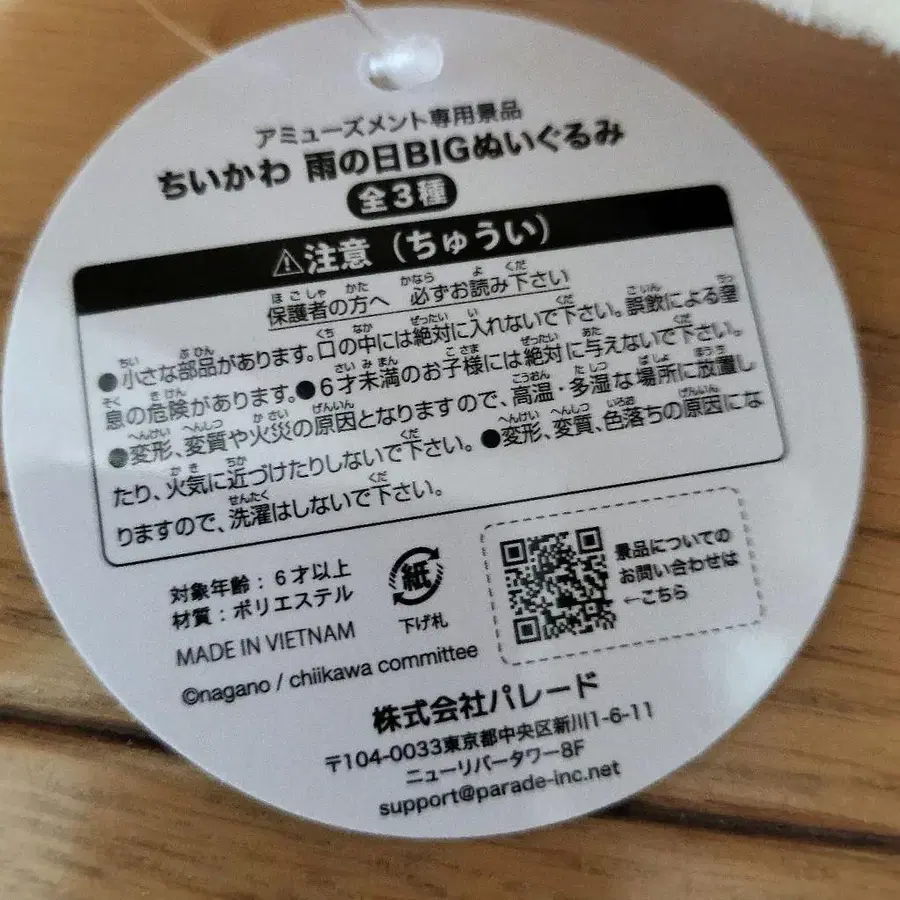 アミューズメント専用景品
ちいかわ 雨の日BIGぬいぐるみ
全3種
⚠注意（ちゅうい）
保護者の方へ 必ずお読み下さい
●小さな部品があります。口の中には絶対に入れないで下さい。誤飲による窒
息の危険があります。●6才未満のお子様には絶対に与えないで下さい。
●変形、変質や火災の原因となりますので、高温・多湿な場所に放置し
たり、火気に近づけたりしないで下さい。●変形、変質、色落ちの原因にな
りますので、洗濯はしないで下さい。
対象年齢：6才以上
材質：ポリエステル
MADE IN VIETNAM
©nagano / chiikawa committee
紙
下げ札
景品についての
お問い合わせは
←こちら
株式会社パレード
〒104-0033東京都中央区新川1-6-11
ニューリバータワー8F
support@parade-inc.net